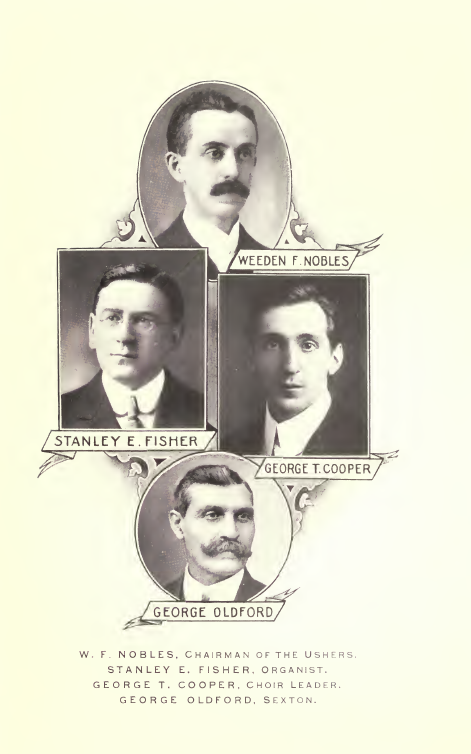 WEEDEN F. NOBLES
STANLEY E. FISHER
GEORGE T. COOPER
GEORGE OLDFORD
W. F. NOBLES, CHAIRMAN OF THE USHERS.
STANLEY E. FISHER, ORGANIST.
GEORGE T. COOPER, CHOIR LEADER.
GEORGE OLDFORD, SEXTON.